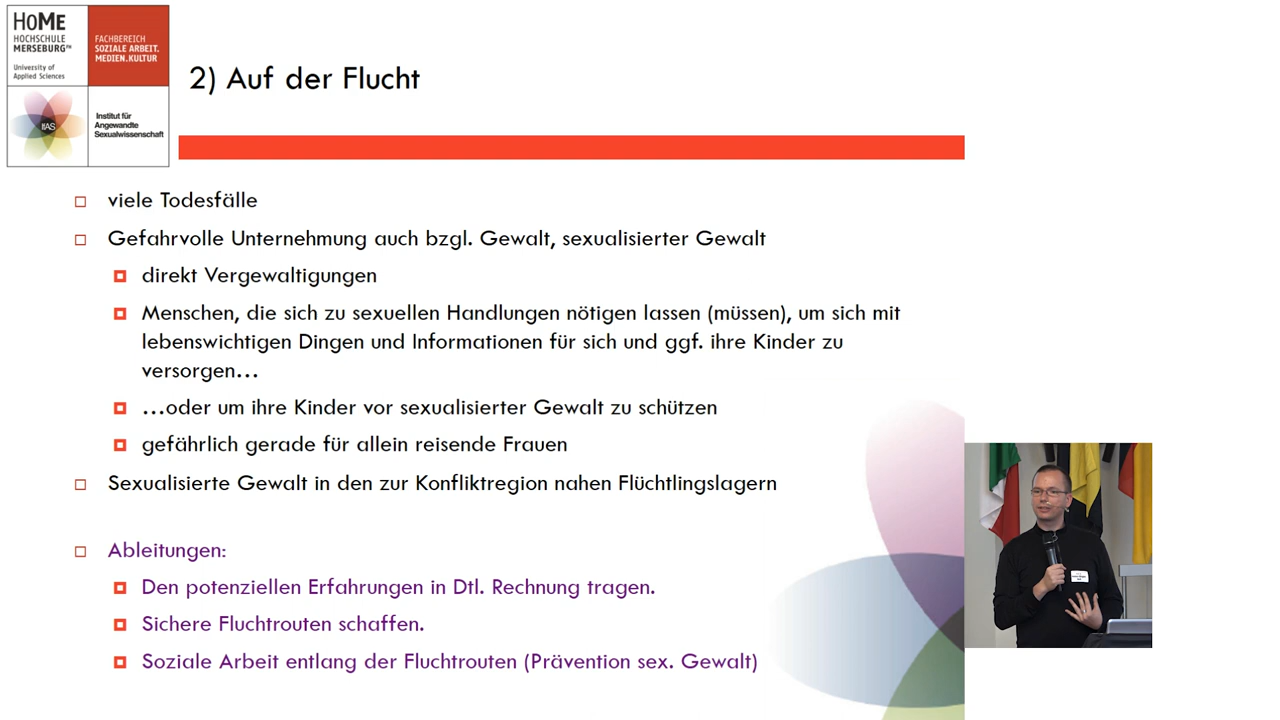 HOME
HOCHSCHULE
MERSEBURG
University of
Applied Sciences
FACHBEREICH
SOZIALE ARBEIT.
MEDIEN.KULTUR
IfAS
Institut für
Angewandte
Sexualwissenschaft
2) Auf der Flucht
viele Todesfälle
Gefahrvolle Unternehmung auch bzgl. Gewalt, sexualisierter Gewalt
direkt Vergewaltigungen
Menschen, die sich zu sexuellen Handlungen nötigen lassen (müssen), um sich mit
lebenswichtigen Dingen und Informationen für sich und ggf. ihre Kinder zu
versorgen…
…oder um ihre Kinder vor sexualisierter Gewalt zu schützen
gefährlich gerade für allein reisende Frauen
Sexualisierte Gewalt in den zur Konfliktregion nahen Flüchtlingslagern
Ableitungen:
Den potenziellen Erfahrungen in Dtl. Rechnung tragen.
Sichere Fluchtrouten schaffen.
Soziale Arbeit entlang der Fluchtrouten (Prävention sex. Gewalt)